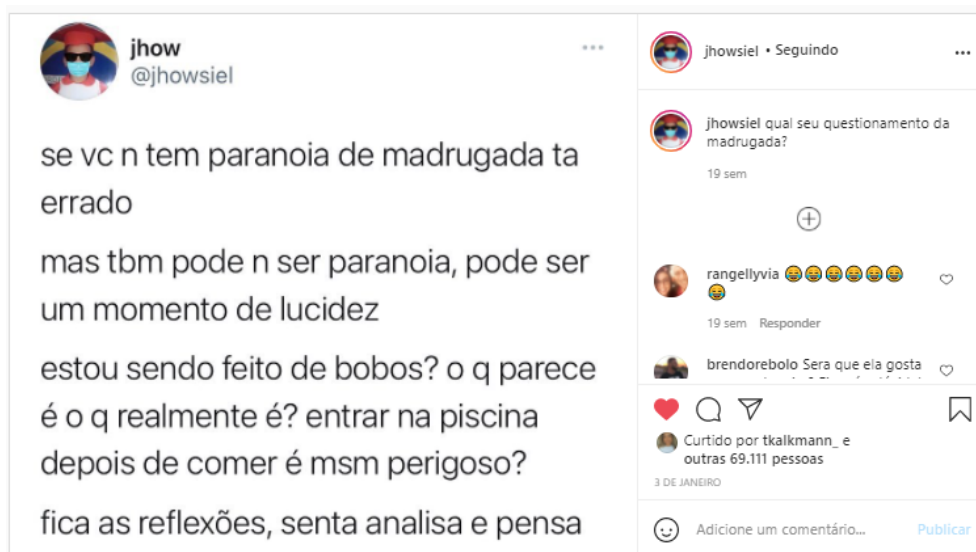 jhow
@jhowsiel
se vc n tem paranoia de madrugada ta
errado
mas tbm pode n ser paranoia, pode ser
um momento de lucidez
estou sendo feito de bobos? o q parece
é o q realmente é? entrar na piscina
depois de comer é msm perigoso?
fica as reflexões, senta analisa e pensa
jhowsiel • Seguindo
jhowsiel qual seu questionamento da
madrugada?
19 sem
rangellyvia 😂😂😂😂😂😂
😂
19 sem Responder
brendorebolo Sera que ela gosta
Curtido por tkalkmann_ e
outras 69.111 pessoas
3 DE JANEIRO
Adicione um comentário... Publicar